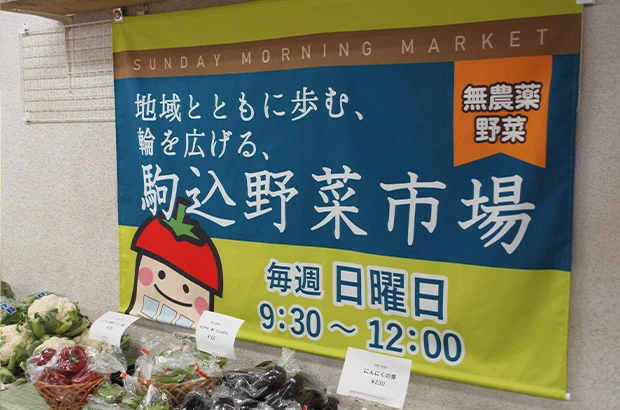 SUNDAY MORNING MARKET
地域とともに歩む、
輪を広げる、
駒込野菜市場
無農薬
野菜
毎週 日曜日
9:30～12:00
にんにくの芽
¥250